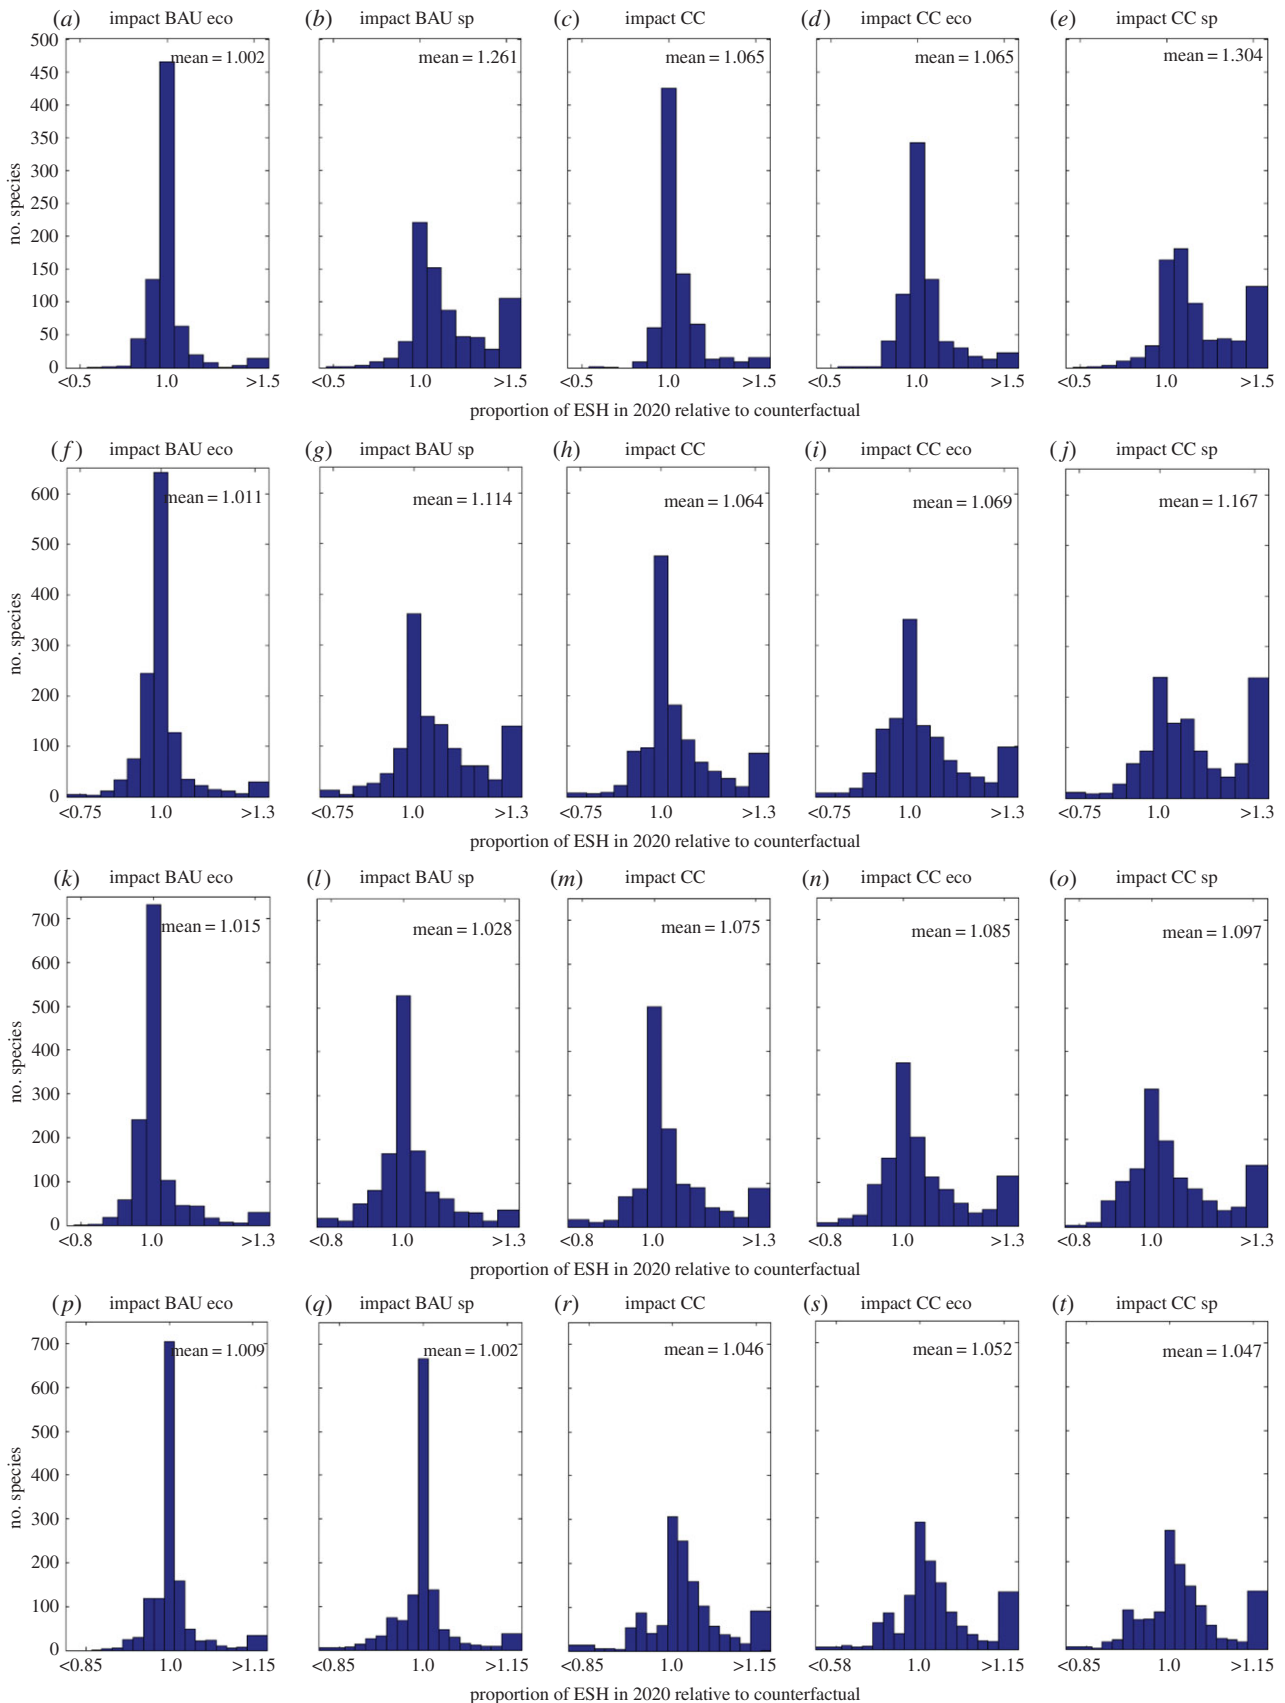 (a) impact BAU eco (b) impact BAU sp (c) impact CC (d) impact CC eco (e) impact CC sp
500 mean = 1.002 mean = 1.261 mean = 1.065 mean = 1.065 mean = 1.304
450
400
350
300
250
200
150
100
50
0
no. species
<0.5 1.0 >1.5 <0.5 1.0 >1.5 <0.5 1.0 >1.5 <0.5 1.0 >1.5 <0.5 1.0 >1.5
proportion of ESH in 2020 relative to counterfactual
(f) impact BAU eco (g) impact BAU sp (h) impact CC (i) impact CC eco (j) impact CC sp
600 mean = 1.011 mean = 1.114 mean = 1.064 mean = 1.069 mean = 1.167
500
400
300
200
100
0
no. species
<0.75 1.0 >1.3 <0.75 1.0 >1.3 <0.75 1.0 >1.3 <0.75 1.0 >1.3 <0.75 1.0 >1.3
proportion of ESH in 2020 relative to counterfactual
(k) impact BAU eco (l) impact BAU sp (m) impact CC (n) impact CC eco (o) impact CC sp
700 mean = 1.015 mean = 1.028 mean = 1.075 mean = 1.085 mean = 1.097
600
500
400
300
200
100
0
no. species
<0.8 1.0 >1.3 <0.8 1.0 >1.3 <0.8 1.0 >1.3 <0.8 1.0 >1.3 <0.8 1.0 >1.3
proportion of ESH in 2020 relative to counterfactual
(p) impact BAU eco (q) impact BAU sp (r) impact CC (s) impact CC eco (t) impact CC sp
700 mean = 1.009 mean = 1.002 mean = 1.046 mean = 1.052 mean = 1.047
600
500
400
300
200
100
0
no. species
<0.85 1.0 >1.15 <0.85 1.0 >1.15 <0.85 1.0 >1.15 <0.58 1.0 >1.15 <0.85 1.0 >1.15
proportion of ESH in 2020 relative to counterfactual